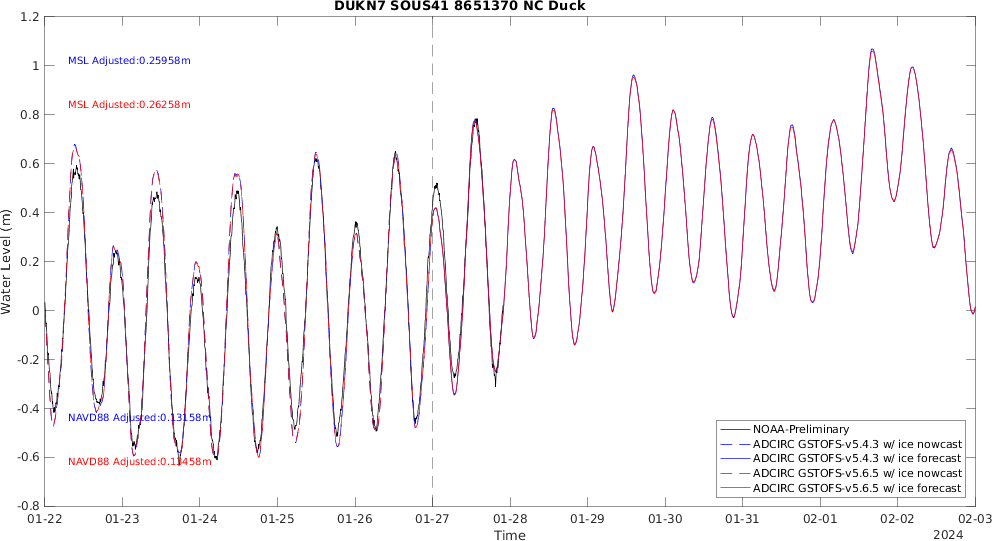 DUKN7 SOUS41 8651370 NC Duck
1.2
1
0.8
0.6
0.4
0.2
0
-0.2
-0.4
-0.6
-0.8
Water Level (m)
MSL Adjusted:0.25958m
MSL Adjusted:0.26258m
NAVD88 Adjusted:0.13158m
NAVD88 Adjusted:0.13458m
NOAA-Preliminary
ADCIRC GSTOFS-v5.4.3 w/ ice nowcast
ADCIRC GSTOFS-v5.4.3 w/ ice forecast
ADCIRC GSTOFS-v5.6.5 w/ ice nowcast
ADCIRC GSTOFS-v5.6.5 w/ ice forecast
01-22 01-23 01-24 01-25 01-26 01-27 01-28 01-29 01-30 01-31 02-01 02-02 02-03
Time
2024